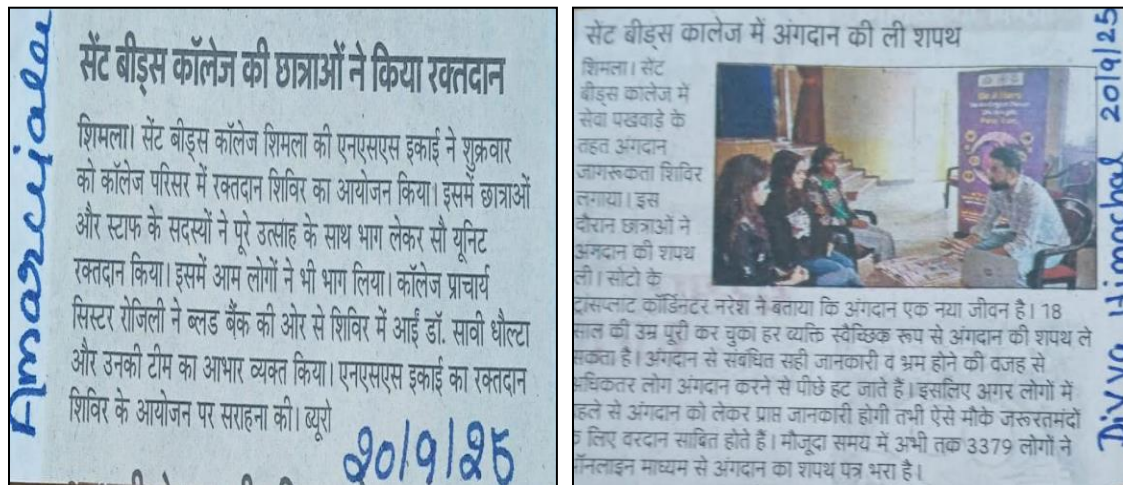 Amarujala
सेंट बीड्स कॉलेज की छात्राओं ने किया रक्तदान
शिमला। सेंट बीड्स कॉलेज शिमला की एनएसएस इकाई ने शुक्रवार
को कॉलेज परिसर में रक्तदान शिविर का आयोजन किया। इसमें छात्राओं
और स्टाफ के सदस्यों ने पूरे उत्साह के साथ भाग लेकर सौ यूनिट
रक्तदान किया। इसमें आम लोगों ने भी भाग लिया। कॉलेज प्राचार्य
सिस्टर रोजिली ने ब्लड बैंक की ओर से शिविर में आईं डॉ. सावी धौल्टा
और उनकी टीम का आभार व्यक्त किया। एनएसएस इकाई का रक्तदान
शिविर के आयोजन पर सराहना की। ब्यूरो
20/9/25
सेंट बीड्स कालेज में अंगदान की ली शपथ
शिमला। सेंट
बीड्स कालेज में
सेवा पखवाड़े के
तहत अंगदान
जागरूकता शिविर
लगाया। इस
दौरान छात्राओं ने
अंगदान की शपथ
ली। सोटो के
ट्रांसप्लांट कॉर्डिनेटर नरेश ने बताया कि अंगदान एक नया जीवन है। 18
साल की उम्र पूरी कर चुका हर व्यक्ति स्वैच्छिक रूप से अंगदान की शपथ ले
सकता है। अंगदान से संबंधित सही जानकारी व भ्रम होने की वजह से
अधिकतर लोग अंगदान करने से पीछे हट जाते हैं। इसलिए अगर लोगों में
पहले से अंगदान को लेकर प्राप्त जानकारी होगी तभी ऐसे मौके जरूरतमंदों
के लिए वरदान साबित होते हैं। मौजूदा समय में अभी तक 3379 लोगों ने
ऑनलाइन माध्यम से अंगदान का शपथ पत्र भरा है।
Divya Himachal 20/9/25